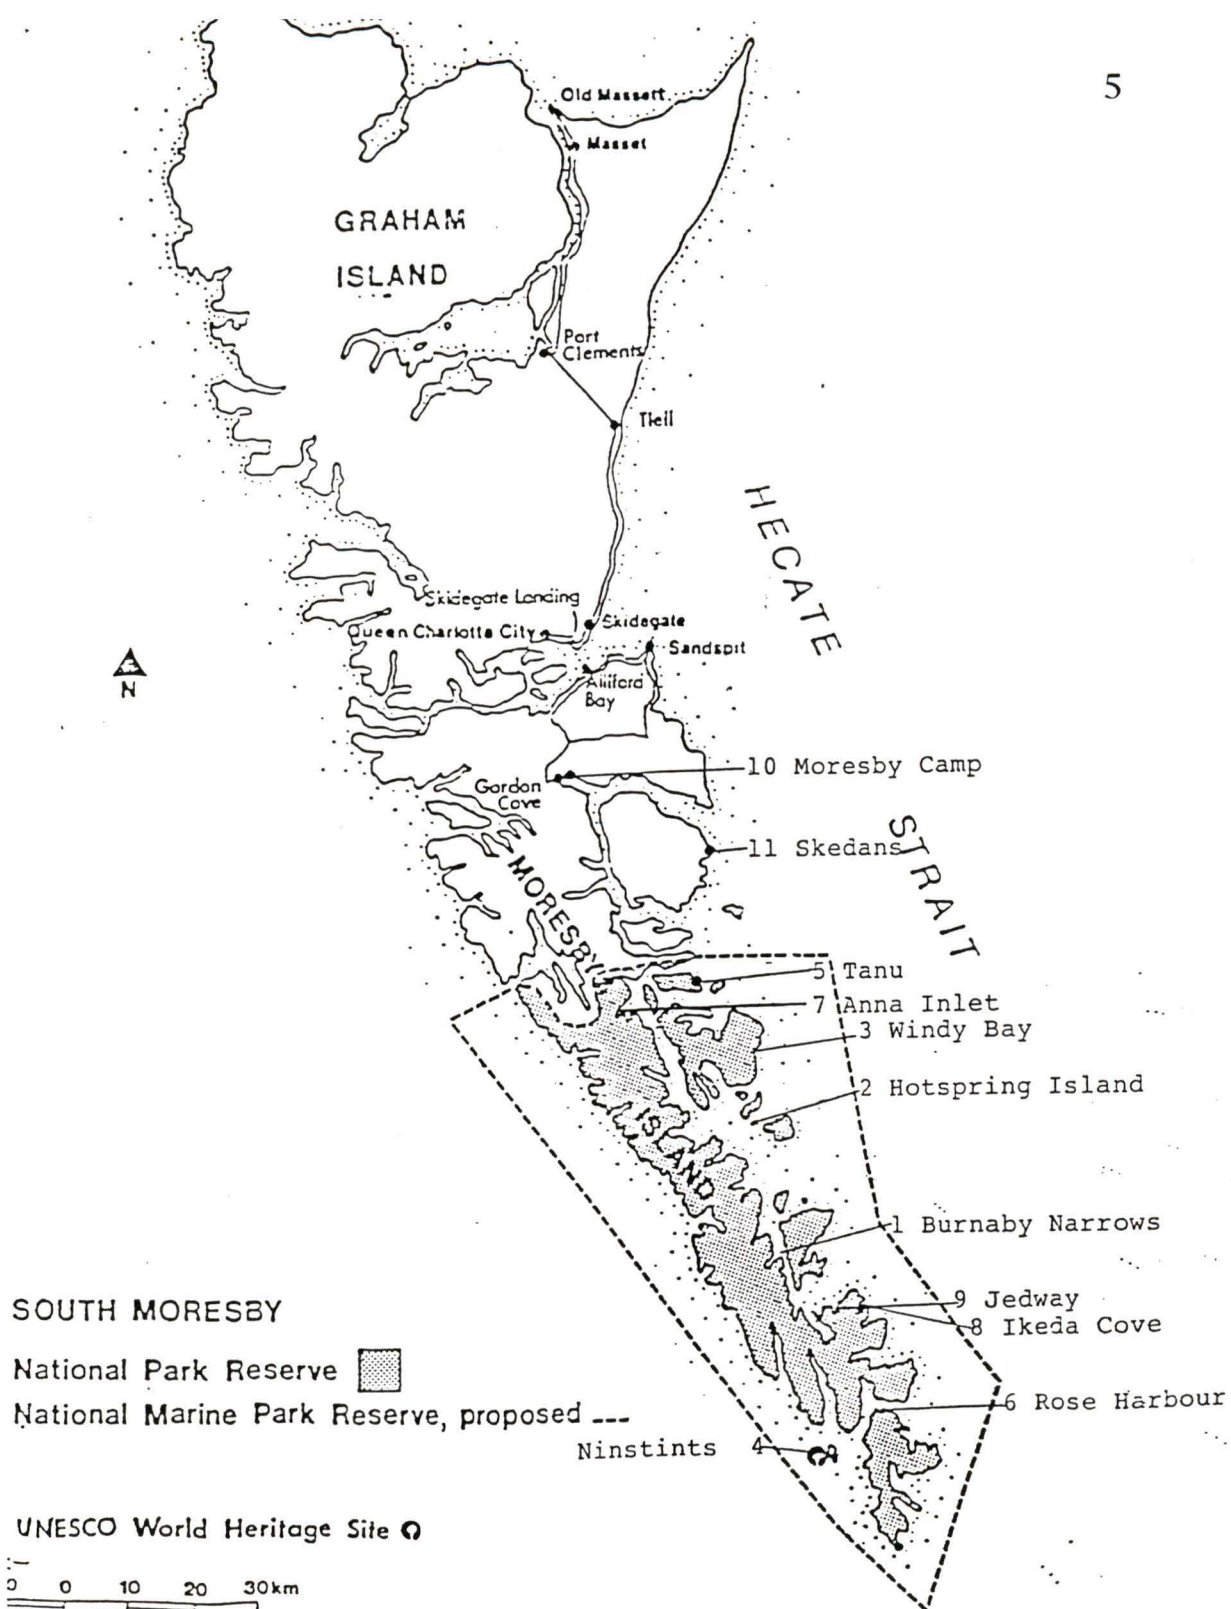 5
Old Massett
Masset
GRAHAM
ISLAND
Port
Clements
Tlell
HECATE
STRAIT
Skidegate Landing
Skidegate
Queen Charlotte City
Sandspit
Alliford
Bay
N
10 Moresby Camp
Gordon
Cove
11 Skedans
MORESBY
ISLAND
5 Tanu
7 Anna Inlet
3 Windy Bay
2 Hotspring Island
1 Burnaby Narrows
9 Jedway
8 Ikeda Cove
6 Rose Harbour
Ninstints 4
SOUTH MORESBY
National Park Reserve
National Marine Park Reserve, proposed ---
UNESCO World Heritage Site
0 10 20 30 km